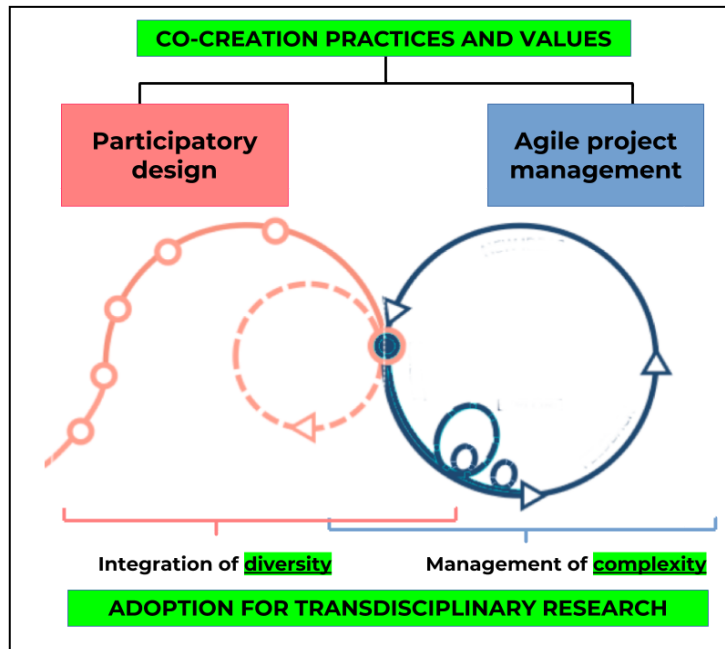 CO-CREATION PRACTICES AND VALUES
Participatory
design
Agile project
management
Integration of diversity
Management of complexity
ADOPTION FOR TRANSDISCIPLINARY RESEARCH